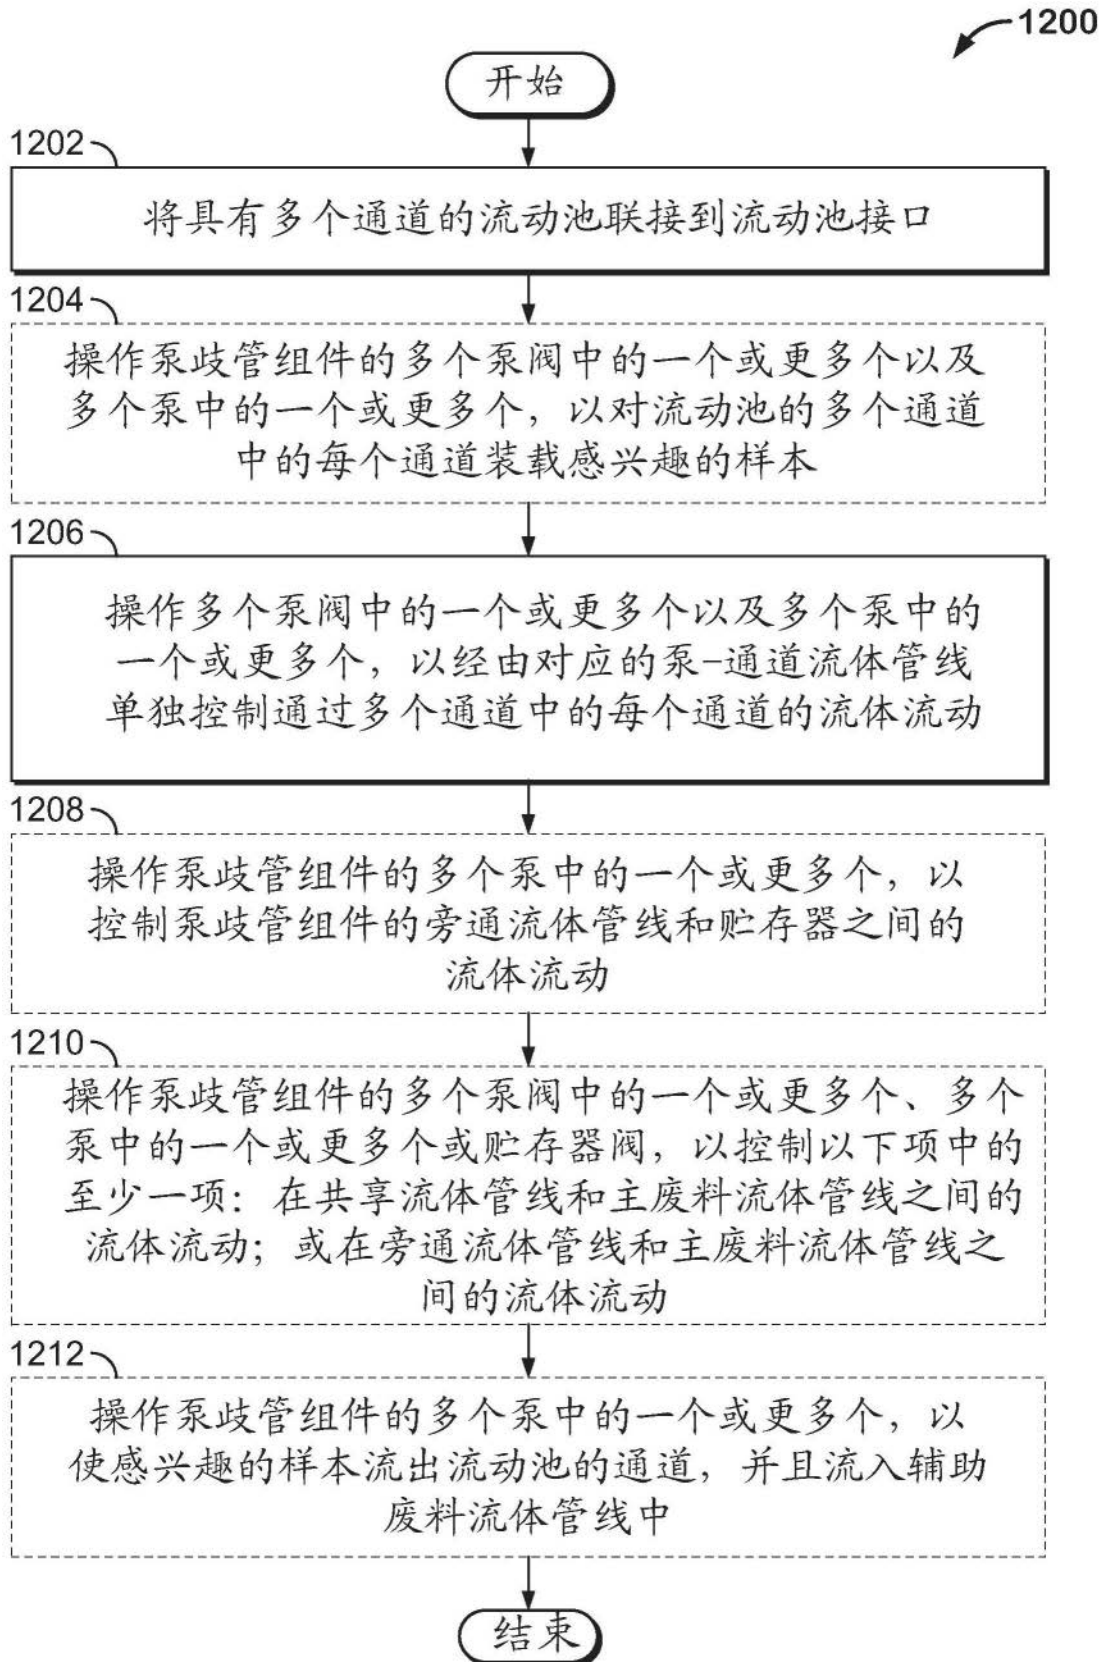 1200
开始
1202
将具有多个通道的流动池联接到流动池接口
1204
操作泵歧管组件的多个泵阀中的一个或更多个以及
多个泵中的一个或更多个，以对流动池的多个通道
中的每个通道装载感兴趣的样本
1206
操作多个泵阀中的一个或更多个以及多个泵中的
一个或更多个，以经由对应的泵-通道流体管线
单独控制通过多个通道中的每个通道的流体流动
1208
操作泵歧管组件的多个泵中的一个或更多个，以
控制泵歧管组件的旁通流体管线和贮存器之间的
流体流动
1210
操作泵歧管组件的多个泵阀中的一个或更多个、多个
泵中的一个或更多个或贮存器阀，以控制以下项中的
至少一项：在共享流体管线和主废料流体管线之间的
流体流动；或在旁通流体管线和主废料流体管线之
间的流体流动
1212
操作泵歧管组件的多个泵中的一个或更多个，以
使感兴趣的样本流出流动池的通道，并且流入辅助
废料流体管线中
结束